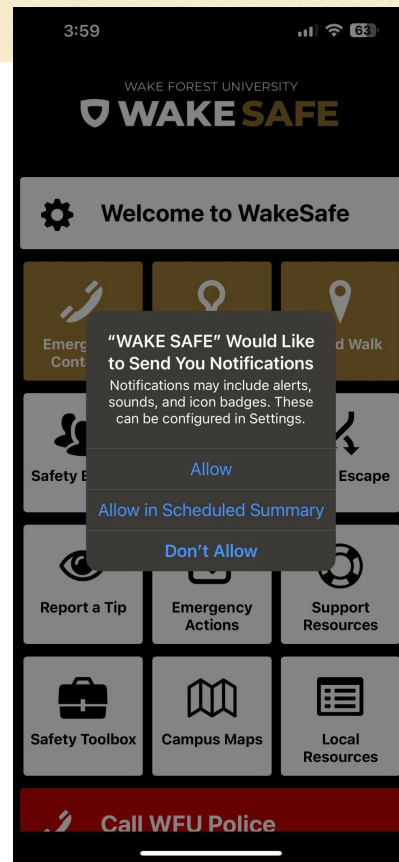 3:59
63
WAKE FOREST UNIVERSITY
WAKE SAFE
Welcome to WakeSafe
Emerg
Cont
d Walk
"WAKE SAFE" Would Like
to Send You Notifications
Notifications may include alerts,
sounds, and icon badges. These
can be configured in Settings.
Allow
Allow in Scheduled Summary
Don't Allow
Safety
Escape
Report a Tip
Emergency
Actions
Support
Resources
Safety Toolbox
Campus Maps
Local
Resources
Call WFU Police